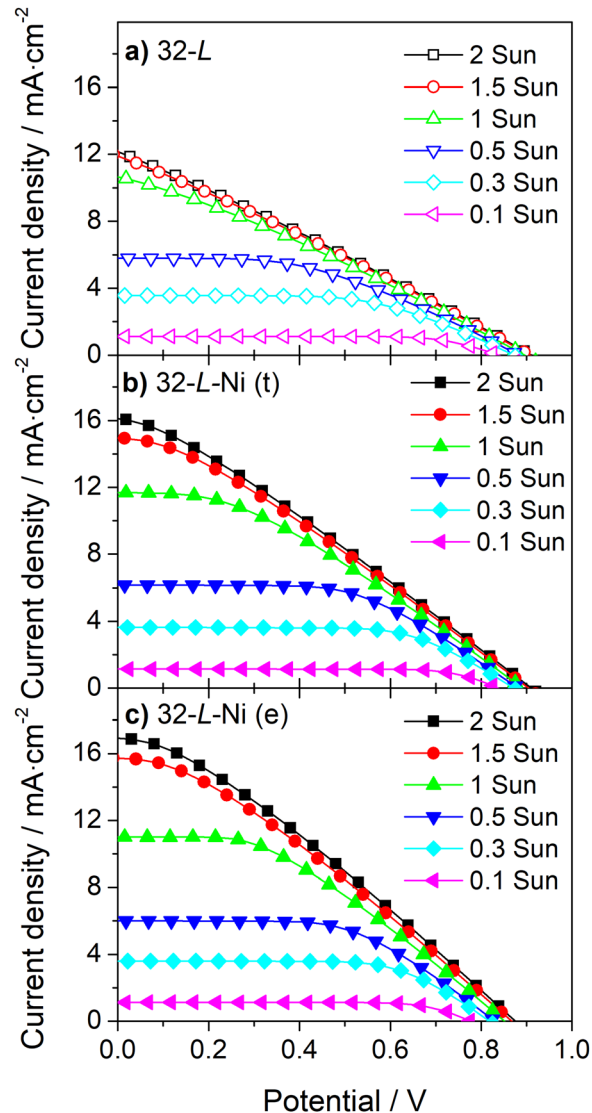 a) 32-L
2 Sun
1.5 Sun
1 Sun
0.5 Sun
0.3 Sun
0.1 Sun
16
12
8
4
0
Current density / mA·cm-2
b) 32-L-Ni (t)
2 Sun
1.5 Sun
1 Sun
0.5 Sun
0.3 Sun
0.1 Sun
16
12
8
4
0
Current density / mA·cm-2
c) 32-L-Ni (e)
2 Sun
1.5 Sun
1 Sun
0.5 Sun
0.3 Sun
0.1 Sun
16
12
8
4
0
Current density / mA·cm-2
0.0 0.2 0.4 0.6 0.8 1.0
Potential / V